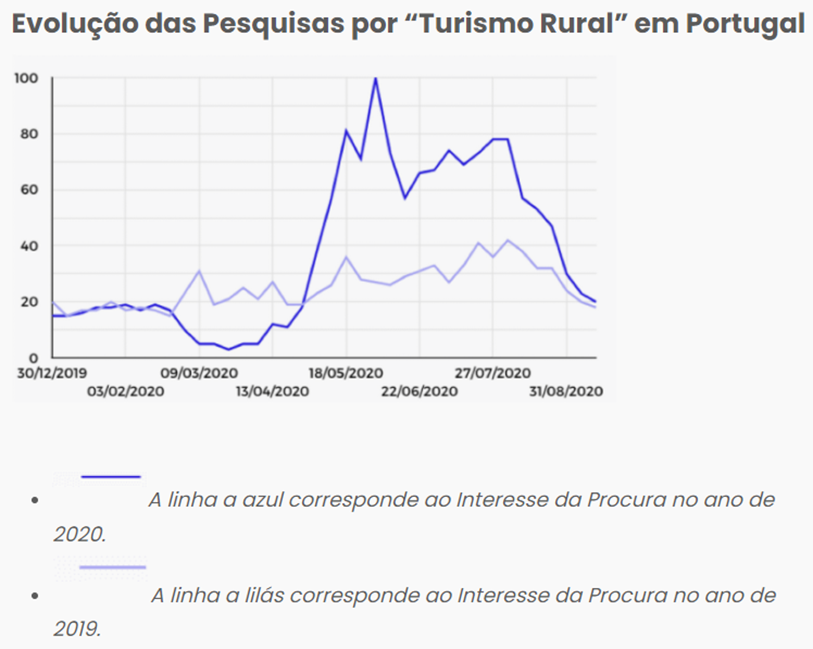 Evolução das Pesquisas por “Turismo Rural” em Portugal
100
80
60
40
20
0
30/12/2019 09/03/2020 18/05/2020 27/07/2020
03/02/2020 13/04/2020 22/06/2020 31/08/2020
• A linha a azul corresponde ao Interesse da Procura no ano de
2020.
• A linha a lilás corresponde ao Interesse da Procura no ano de
2019.